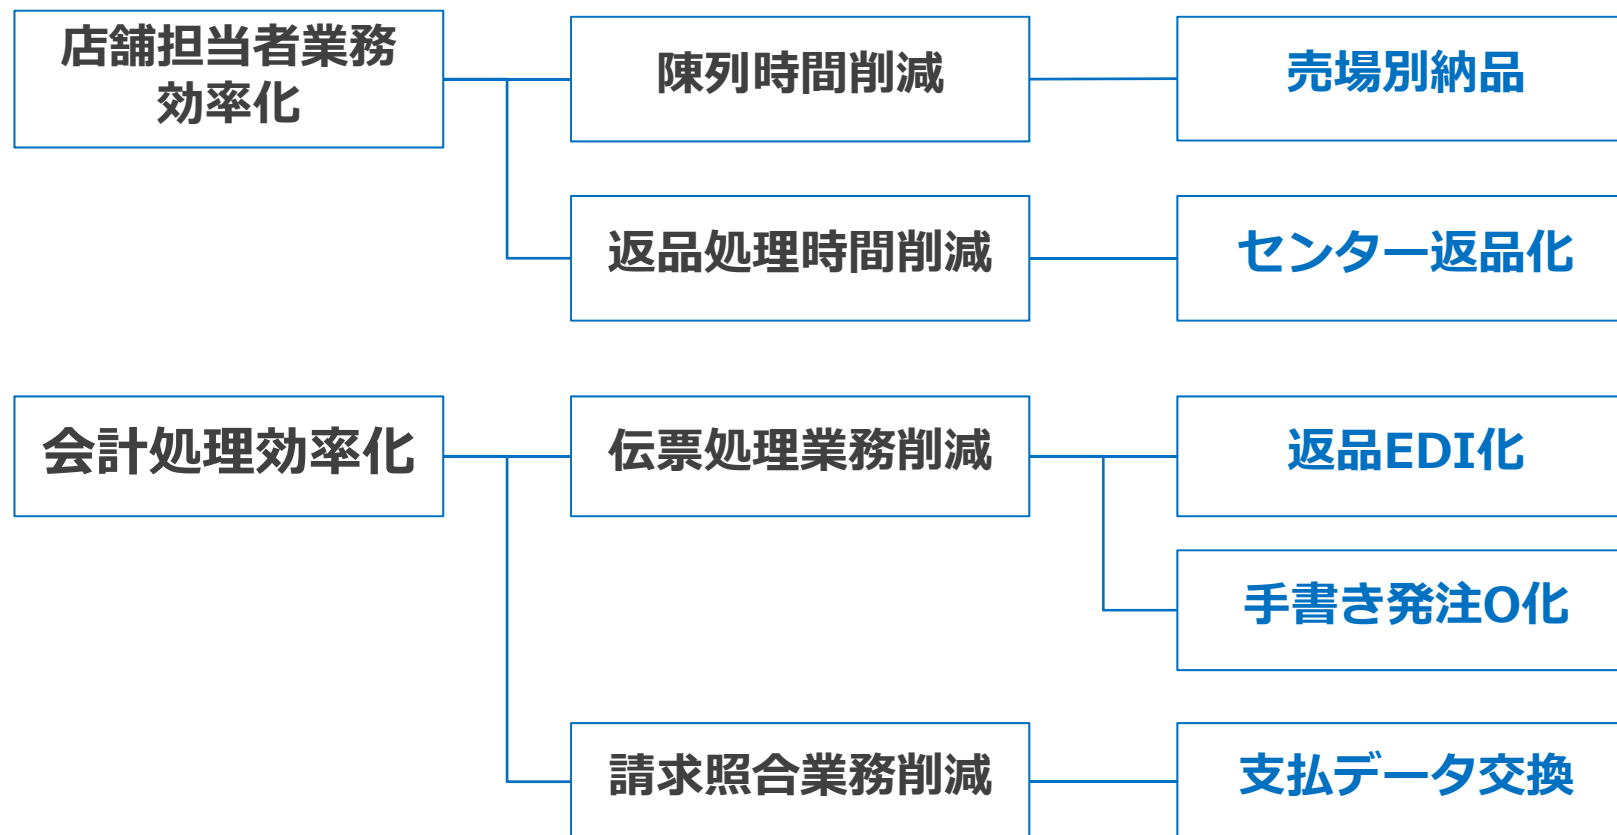 店舗担当者業務
効率化
陳列時間削減
売場別納品
返品処理時間削減
センター返品化
会計処理効率化
伝票処理業務削減
返品EDI化
手書き発注O化
請求照合業務削減
支払データ交換